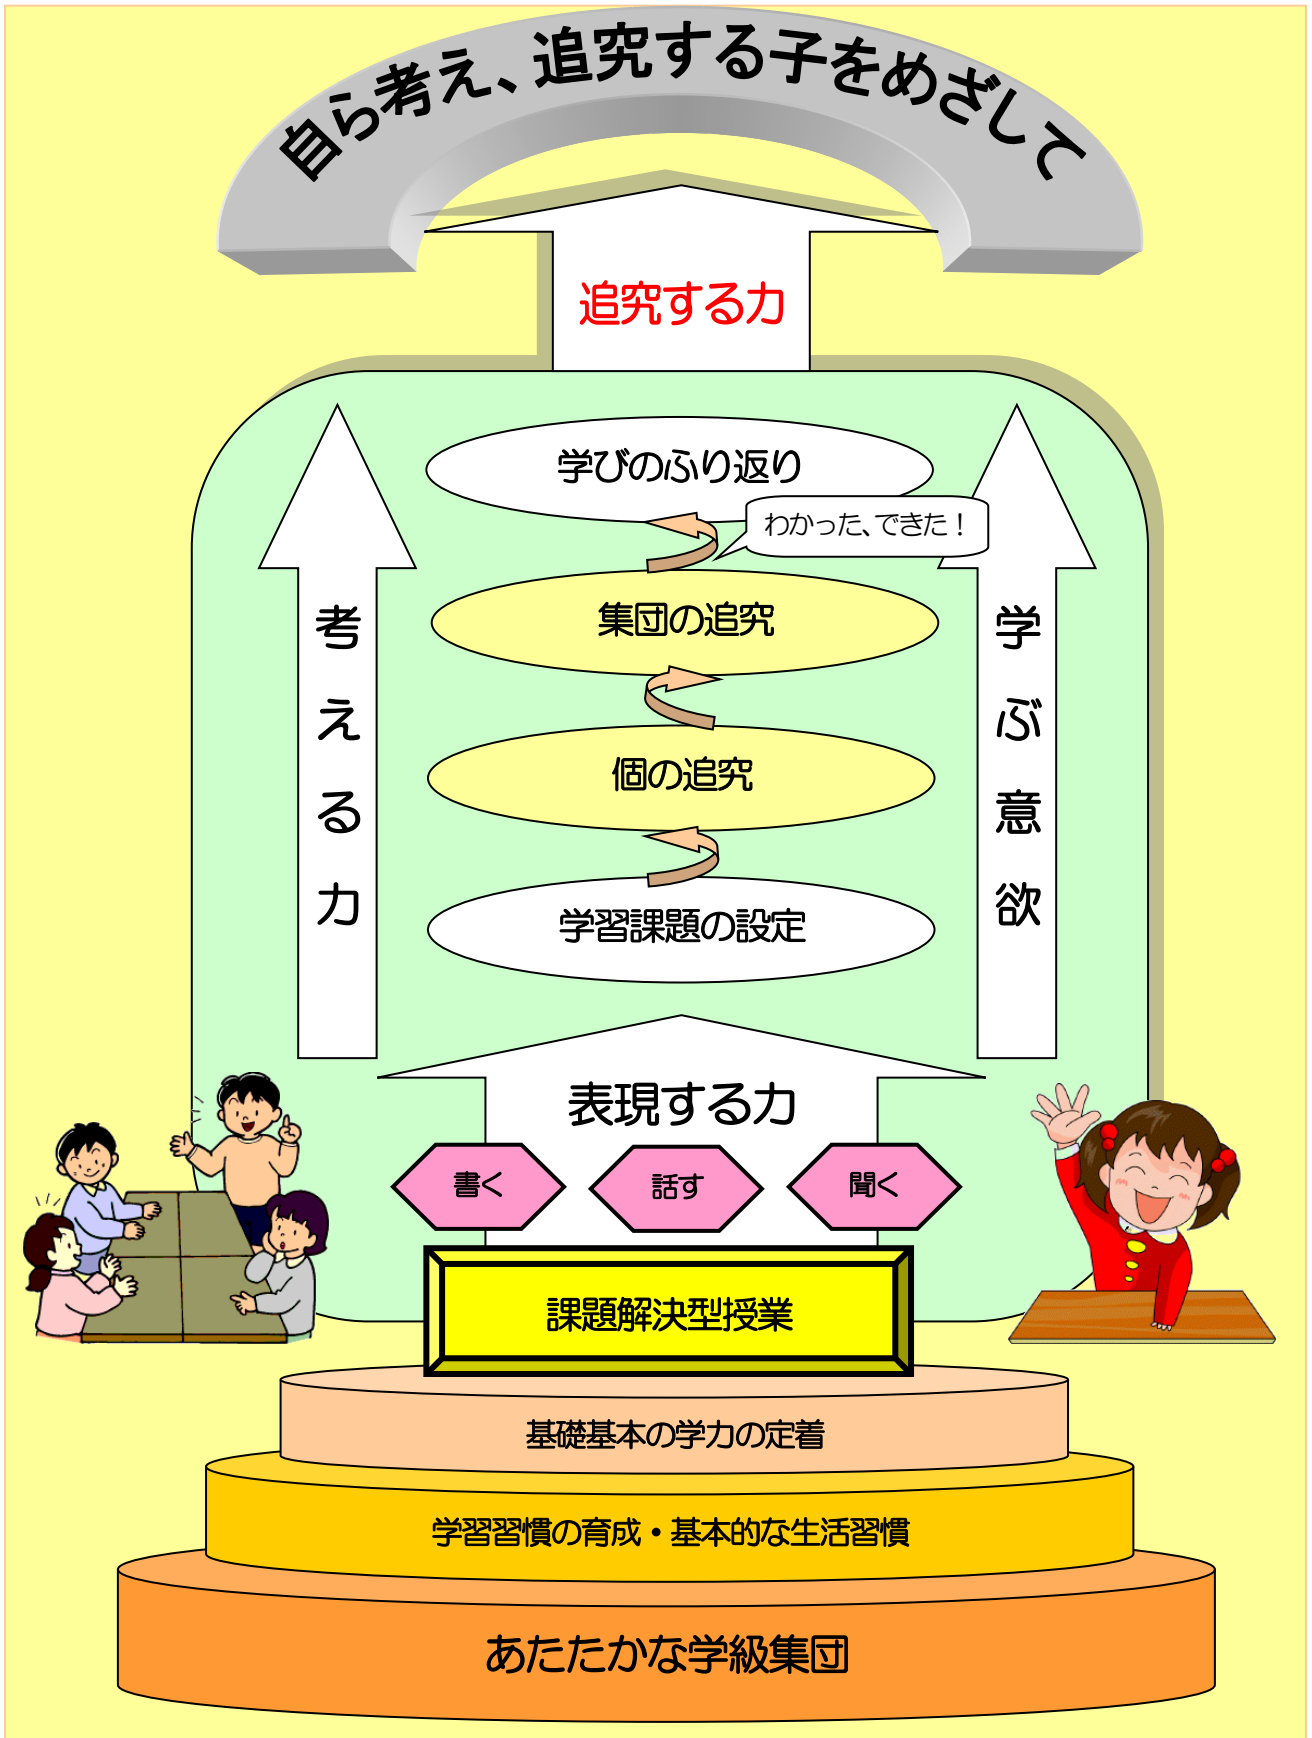 自ら考え、追究する子をめざして
追究する力
学びのふり返り
わかった、できた！
集団の追究
個の追究
学習課題の設定
考える力
学ぶ意欲
表現する力
書く
話す
聞く
課題解決型授業
基礎基本の学力の定着
学習習慣の育成・基本的な生活習慣
あたたかな学級集団